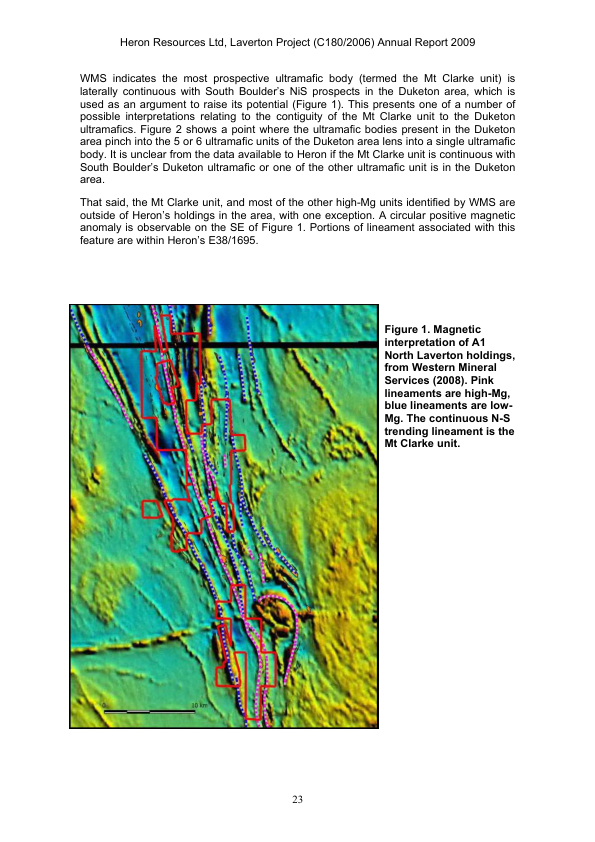 Heron Resources Ltd, Laverton Project (C180/2006) Annual Report 2009
WMS indicates the most prospective ultramafic body (termed the Mt Clarke unit) is
laterally continuous with South Boulder's NiS prospects in the Duketon area, which is
used as an argument to raise its potential (Figure 1). This presents one of a number of
possible interpretations relating to the contiguity of the Mt Clarke unit to the Duketon
ultramafics. Figure 2 shows a point where the ultramafic bodies present in the Duketon
area pinch into the 5 or 6 ultramafic units of the Duketon area lens into a single ultramafic
body. It is unclear from the data available to Heron if the Mt Clarke unit is continuous with
South Boulder's Duketon ultramafic or one of the other ultramafic unit is in the Duketon
area.
That said, the Mt Clarke unit, and most of the other high-Mg units identified by WMS are
outside of Heron's holdings in the area, with one exception. A circular positive magnetic
anomaly is observable on the SE of Figure 1. Portions of lineament associated with this
feature are within Heron's E38/1695.
Figure 1. Magnetic
interpretation of A1
North Laverton holdings,
from Western Mineral
Services (2008). Pink
lineaments are high-Mg,
blue lineaments are low-
Mg. The continuous N-S
trending lineament is the
Mt Clarke unit.
0 10 km
23